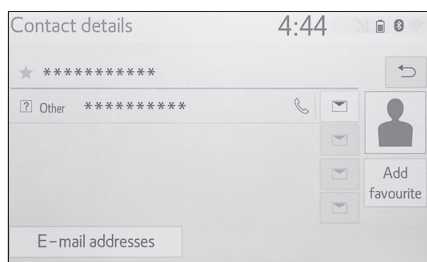 Contact details 4:44
***********
? Other **********
Add
favourite
E-mail addresses